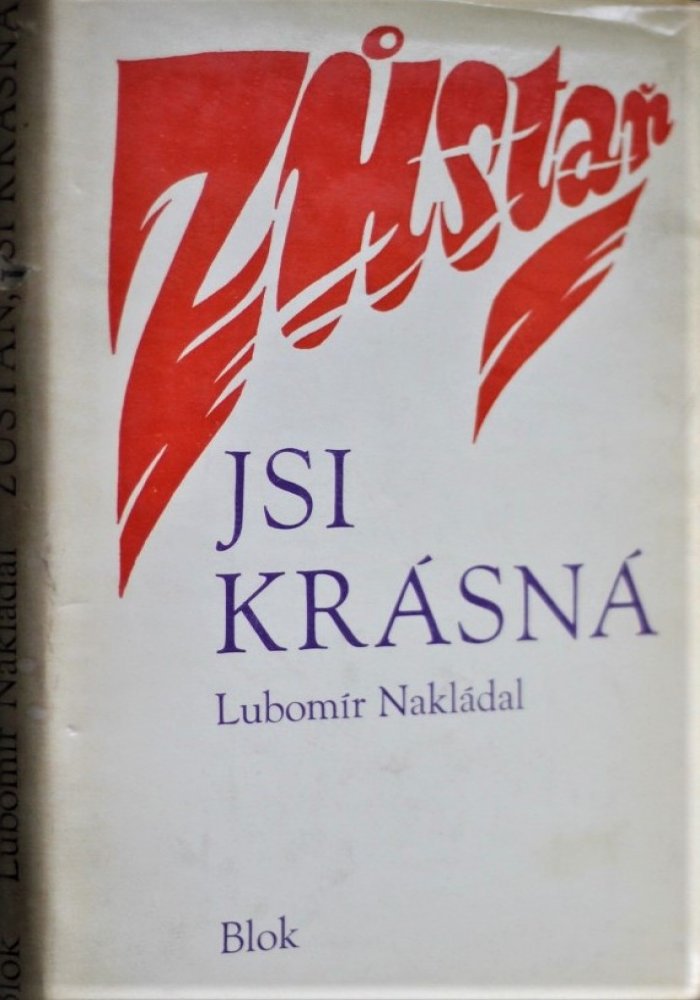 Zůstaň
JSI
KRÁSNÁ
Lubomír Nakládal
Blok
Blok Lubomír Nakládal ZŮSTAŇ, JSI KRÁSNÁ